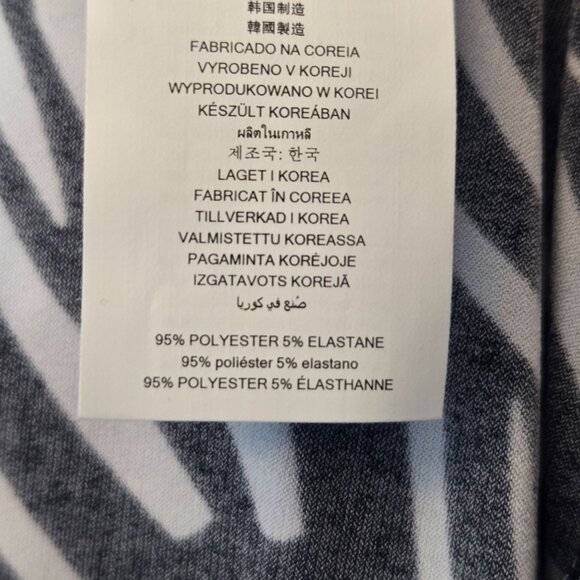 韩国制造
韓國製造
FABRICADO NA COREIA
VYROBENO V KOREJI
WYPRODUKOWANO W KOREI
KÉSZÜLT KOREÁBAN
ผลิตในเกาหลี
제조국: 한국
LAGET I KOREA
FABRICAT ÎN COREEA
TILLVERKAD I KOREA
VALMISTETTU KOREASSA
PAGAMINTA KORĖJOJE
IZGATAVOTS KOREJĀ
صُنع في كوريا
95% POLYESTER 5% ELASTANE
95% poliéster 5% elastano
95% POLYESTER 5% ÉLASTHANNE